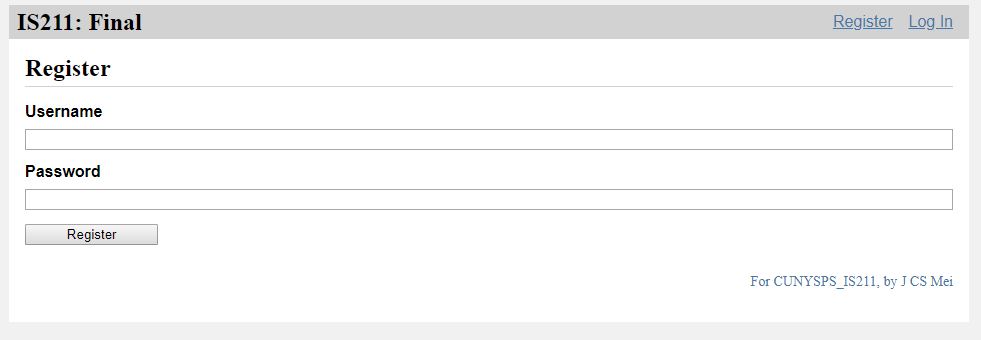 IS211: Final Register Log In
Register
Username
Password
Register
For CUNYSPS_IS211, by J CS Mei